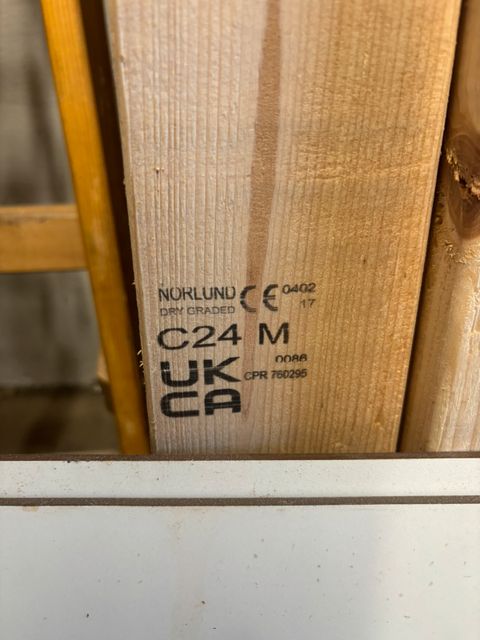 NORLUND CE 0402
DRY GRADED 17
C24 M
UK 0086
CA CPR 760295